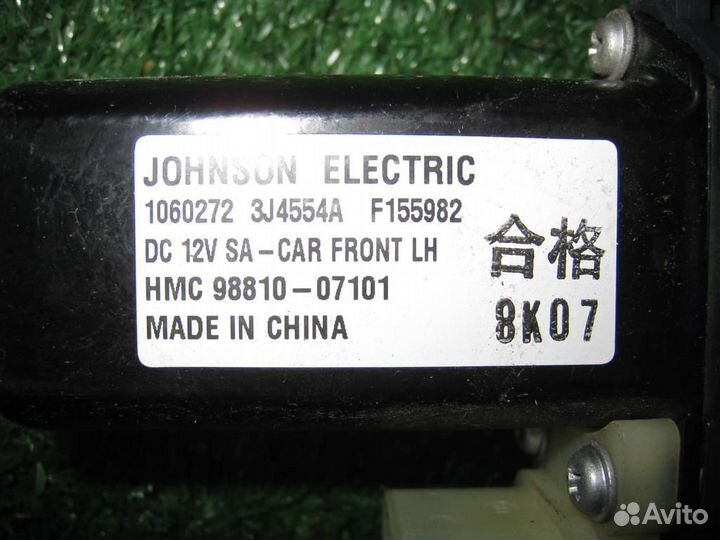 JOHNSON ELECTRIC
1060272 3J4554A F155982
DC 12V SA-CAR FRONT LH
HMC 98810-07101
MADE IN CHINA
合格
8K07
Avito